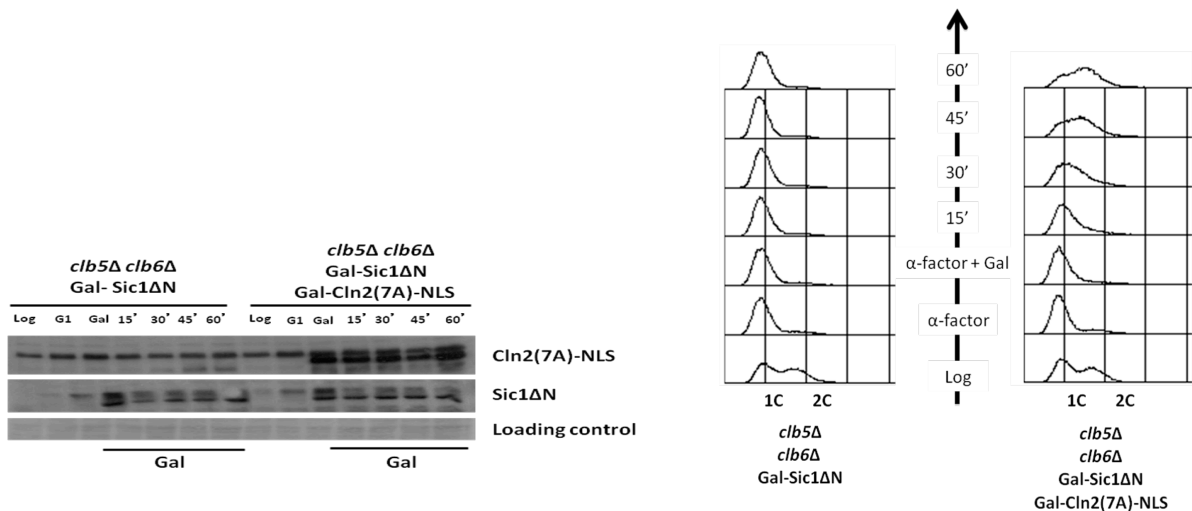 clb5Δ clb6Δ
Gal- Sic1ΔN
clb5Δ clb6Δ
Gal-Sic1ΔN
Gal-Cln2(7A)-NLS
Log G1 Gal 15’ 30’ 45’ 60’ Log G1 Gal 15’ 30’ 45’ 60’
Cln2(7A)-NLS
Sic1ΔN
Loading control
Gal Gal
60’
45’
30’
15’
α-factor + Gal
α-factor
Log
1C 2C
clb5Δ
clb6Δ
Gal-Sic1ΔN
1C 2C
clb5Δ
clb6Δ
Gal-Sic1ΔN
Gal-Cln2(7A)-NLS